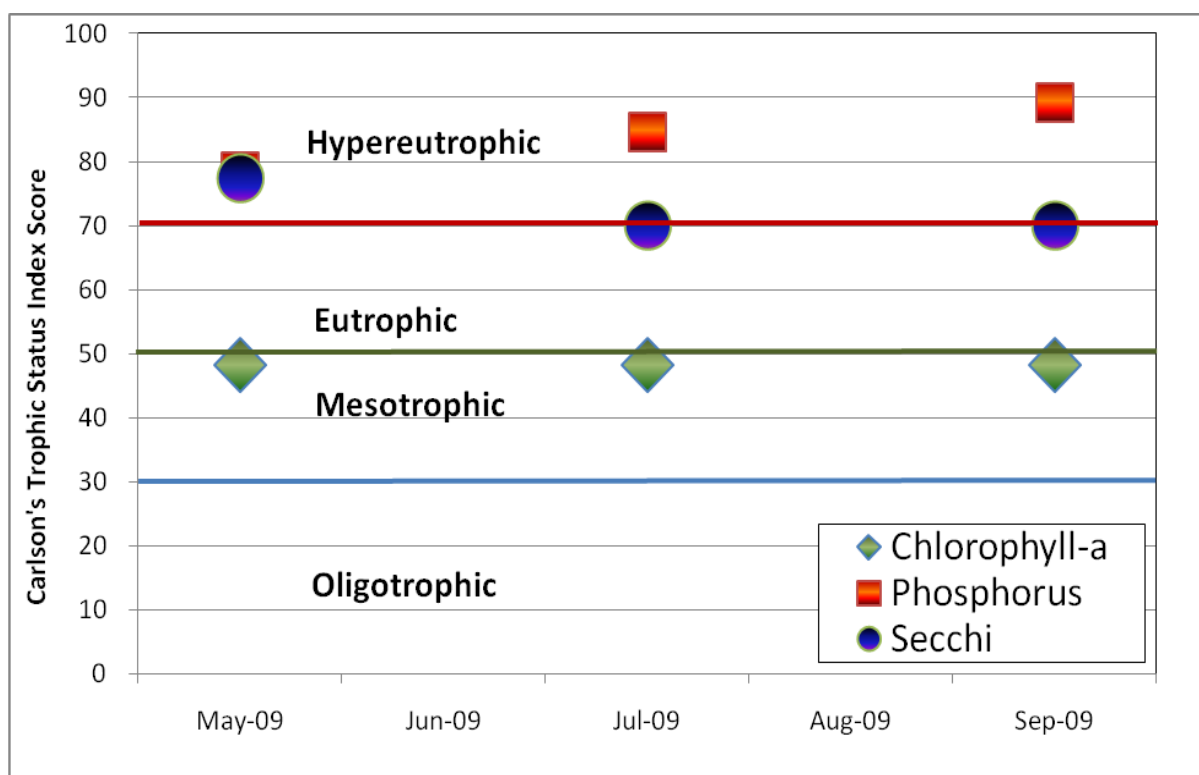 Carlson's Trophic Status Index Score
100
90
80
70
60
50
40
30
20
10
0
Hypereutrophic
Eutrophic
Mesotrophic
Oligotrophic
Chlorophyll-a
Phosphorus
Secchi
May-09
Jun-09
Jul-09
Aug-09
Sep-09